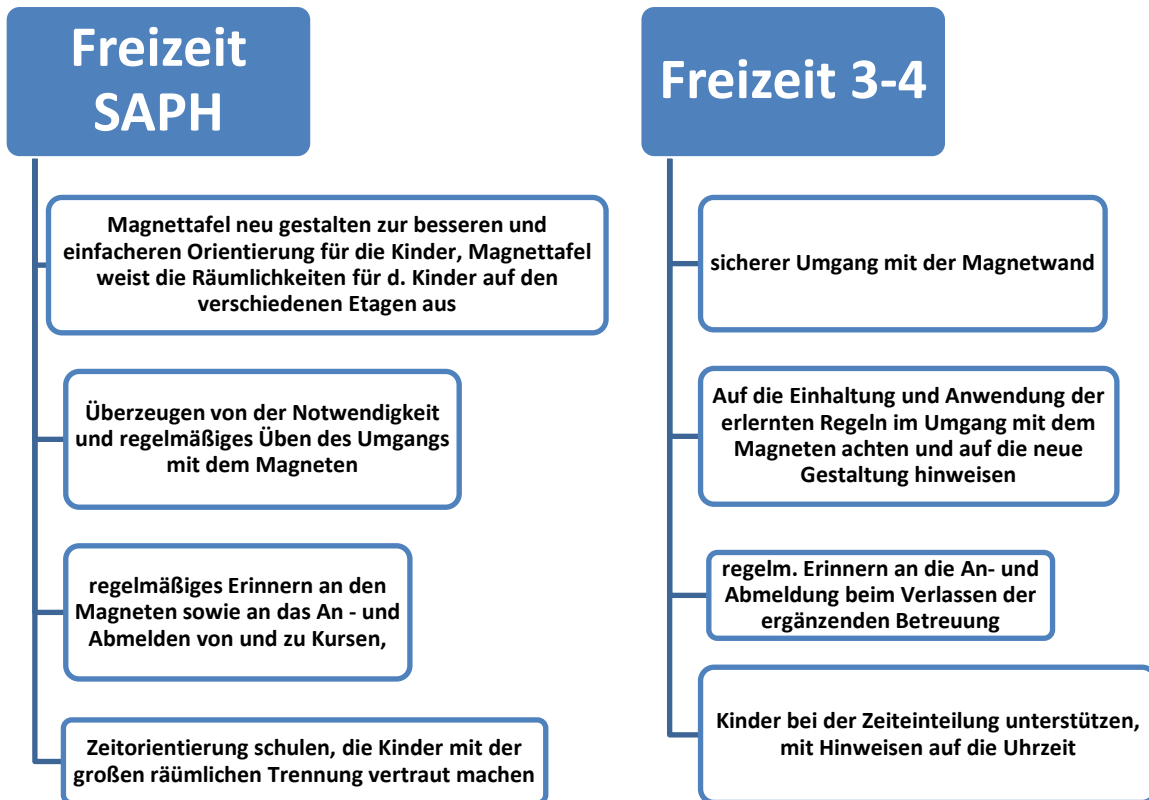 Freizeit
SAPH
Magnettafel neu gestalten zur besseren und
einfacheren Orientierung für die Kinder, Magnettafel
weist die Räumlichkeiten für d. Kinder auf den
verschiedenen Etagen aus
Überzeugen von der Notwendigkeit
und regelmäßiges Üben des Umgangs
mit dem Magneten
regelmäßiges Erinnern an den
Magneten sowie an das An - und
Abmelden von und zu Kursen,
Zeitorientierung schulen, die Kinder mit der
großen räümlichen Trennung vertraut machen
Freizeit 3-4
sicherer Umgang mit der Magnetwand
Auf die Einhaltung und Anwendung der
erlernten Regeln im Umgang mit dem
Magneten achten und auf die neue
Gestaltung hinweisen
regelm. Erinnern an die An- und
Abmeldung beim Verlassen der
ergänzenden Betreuung
Kinder bei der Zeiteinteilung unterstützen,
mit Hinweisen auf die Uhrzeit